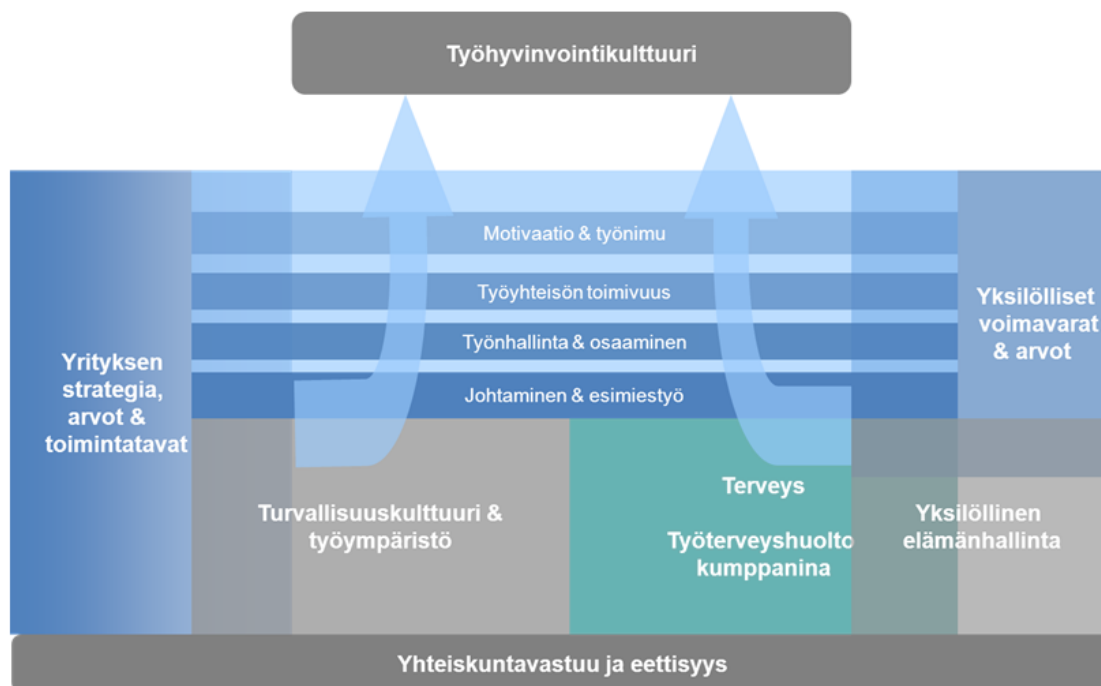 Työhyvinvointikulttuuri
Motivaatio & työnimu
Työyhteisön toimivuus
Työnhallinta & osaaminen
Johtaminen & esimiestyö
Yrityksen
strategia,
arvot &
toimintatavat
Yksilölliset
voimavarat
& arvot
Turvallisuuskulttuuri &
työympäristö
Terveys
Työterveyshuolto
kumppanina
Yksilöllinen
elämänhallinta
Yhteiskuntavastuu ja eettisyys